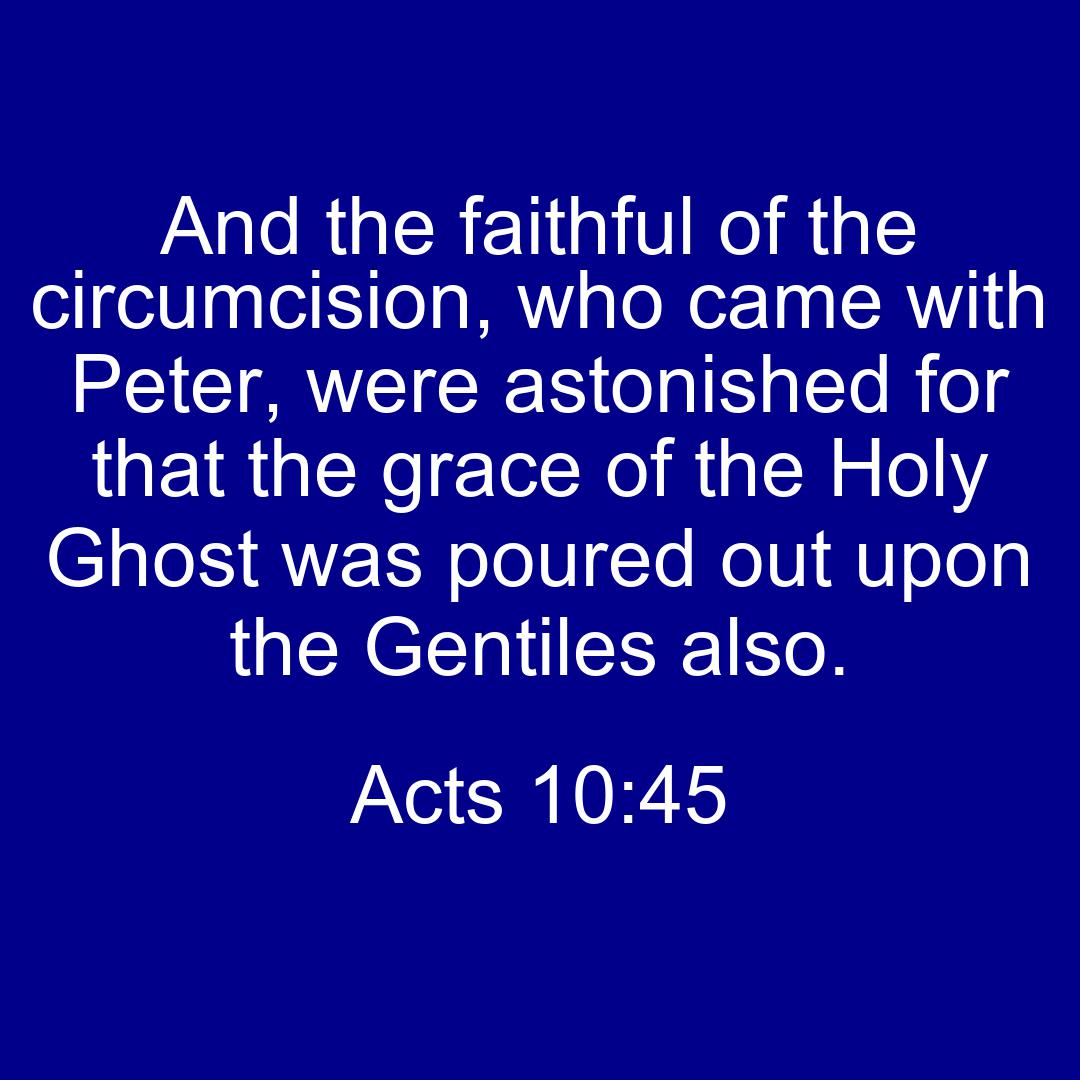 And the faithful of the
circumcision, who came with
Peter, were astonished for
that the grace of the Holy
Ghost was poured out upon
the Gentiles also.
Acts 10:45